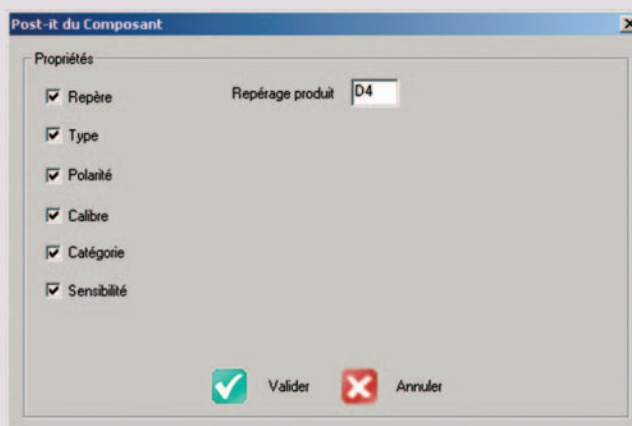 Post-it du Composant
Propriétés
Repère
Repérage produit D4
Type
Polarité
Calibre
Catégorie
Sensibilité
Valider Annuler